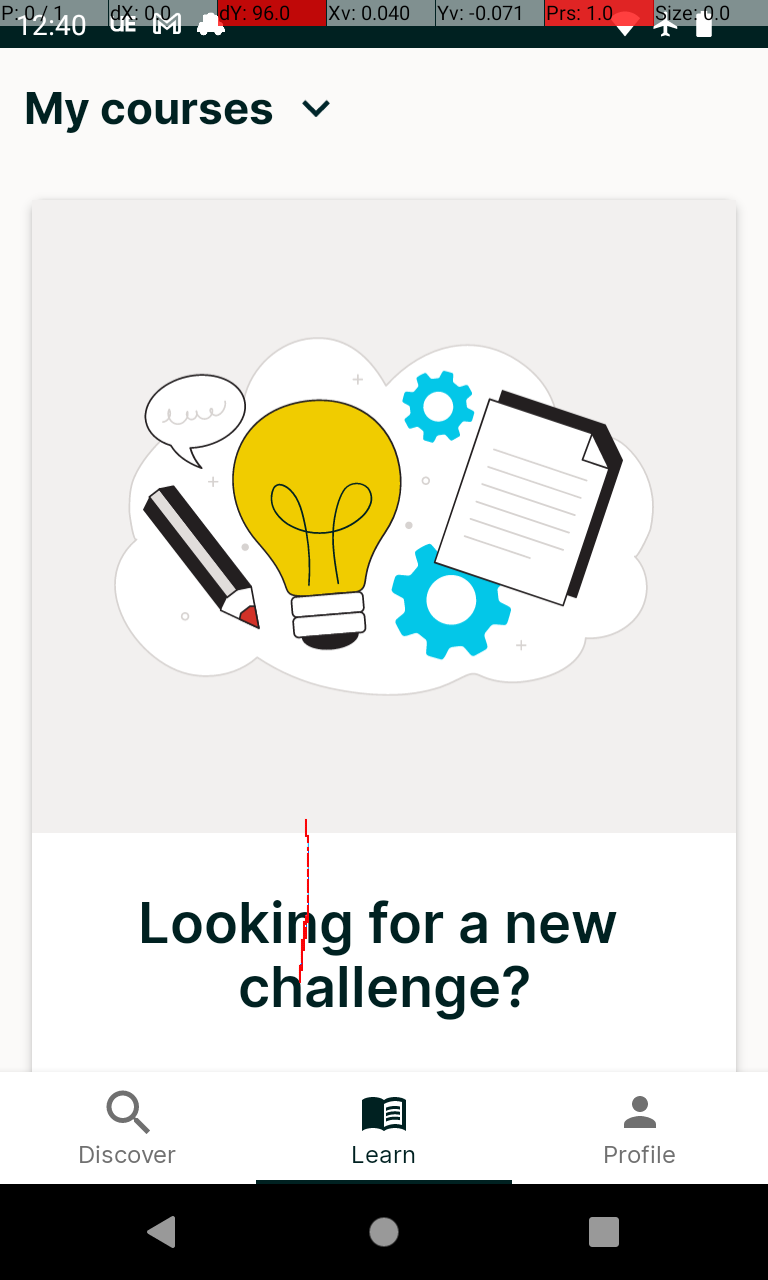 P: 0 / 1 dX: 0.0 dY: 96.0 Xv: 0.040 Yv: -0.071 Prs: 1.0 Size: 0.0
12:40 UE
My courses
Looking for a new
challenge?
Discover Learn Profile